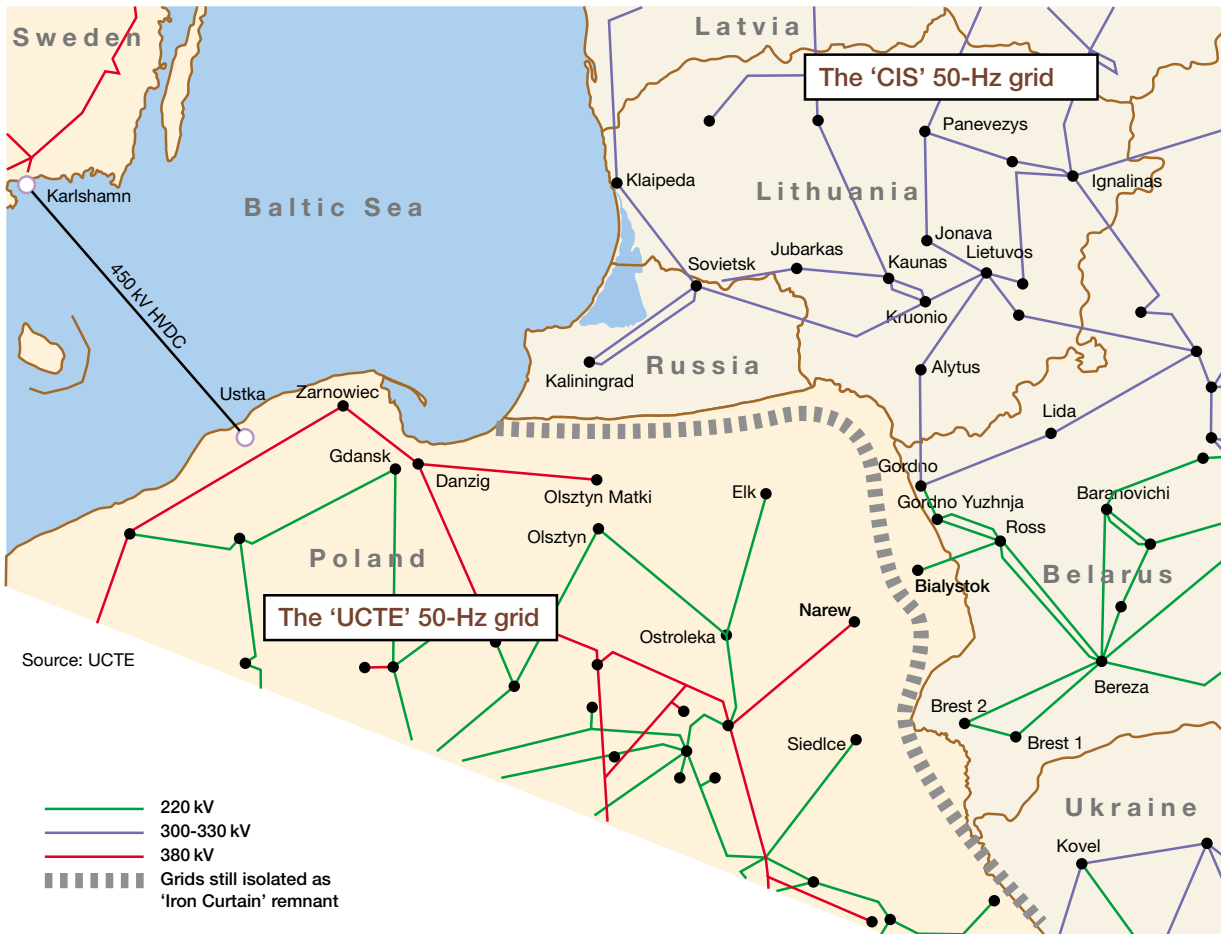 Sweden
Latvia
The 'CIS' 50-Hz grid
Panevezys
Ignalinas
Klaipeda
Lithuania
Karlshamn
Baltic Sea
Jonava
Lietuvos
Jubarkas
Kaunas
Sovietsk
Kruonio
450 kV HVDC
Russia
Kaliningrad
Alytus
Ustka
Zarnowiec
Lida
Gdansk
Danzig
Olsztyn Matki
Elk
Gordno
Gordno Yuzhnja
Baranovichi
Ross
Olsztyn
Poland
Bialystok
Belarus
The 'UCTE' 50-Hz grid
Narew
Ostroleka
Source: UCTE
Bereza
Brest 2
Brest 1
Siedlce
Ukraine
Kovel
220 kV
300-330 kV
380 kV
Grids still isolated as
'Iron Curtain' remnant